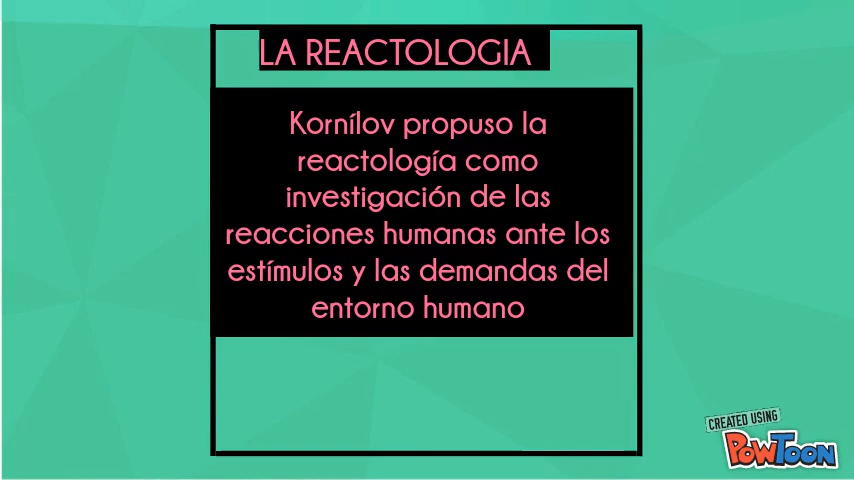 LA REACTOLOGIA
Kornílov propuso la
reactología como
investigación de las
reacciones humanas ante los
estímulos y las demandas del
entorno humano
CREATED USING
POWTOON